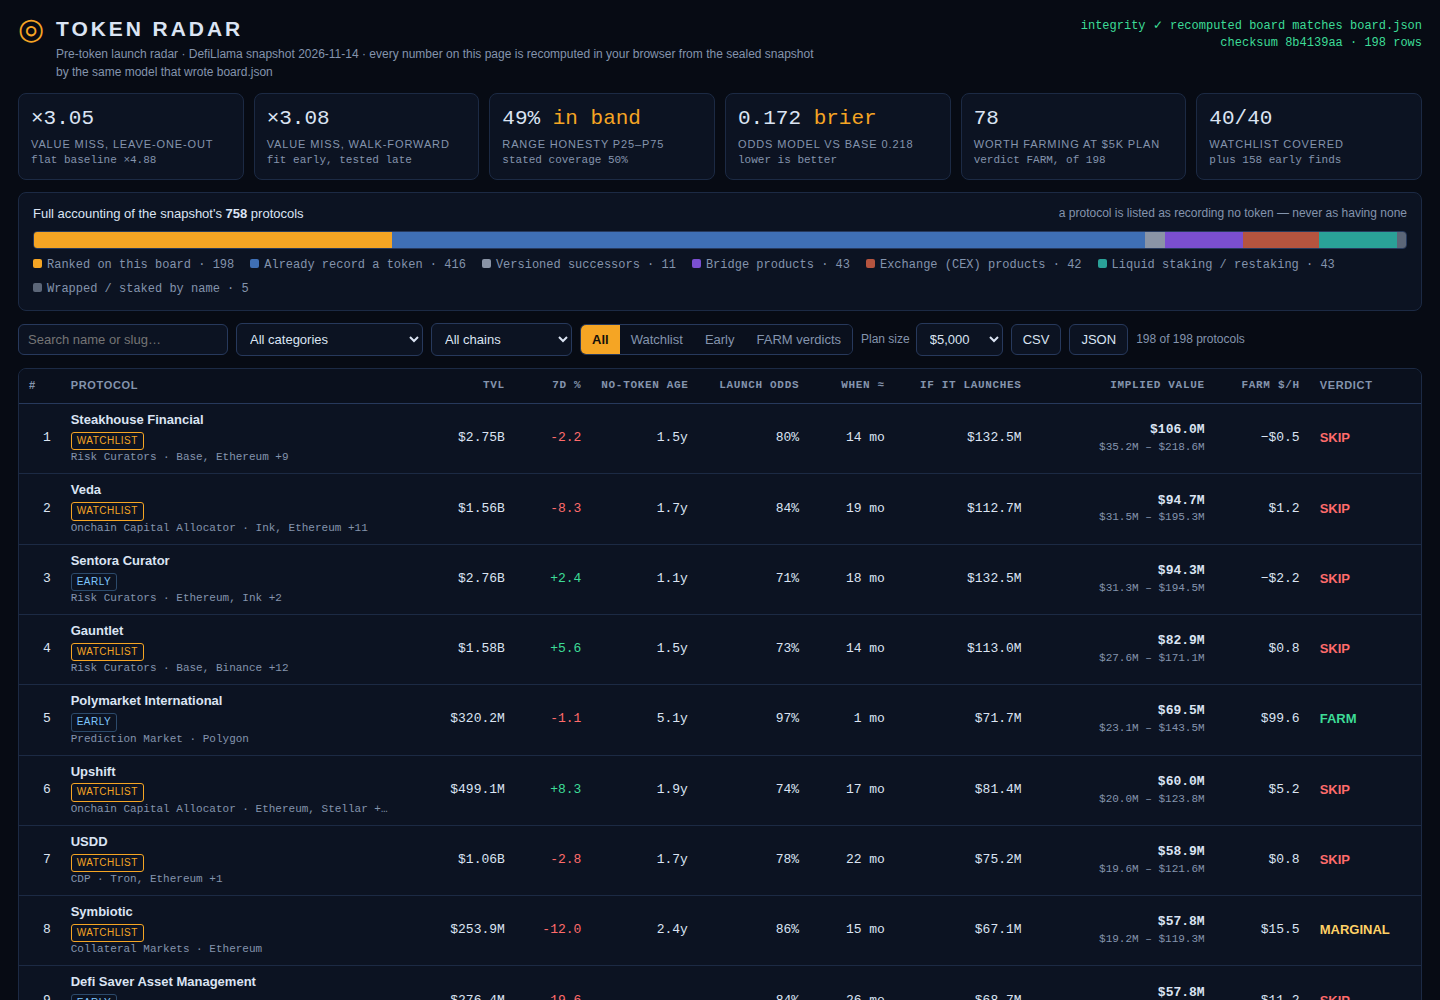 TOKEN RADAR
Pre-token launch radar · DefiLlama snapshot 2026-11-14 · every number on this page is recomputed in your browser from the sealed snapshot
by the same model that wrote board.json
integrity ✓ recomputed board matches board.json
checksum 8b4139aa · 198 rows
×3.05
VALUE MISS, LEAVE-ONE-OUT
flat baseline ×4.88
×3.08
VALUE MISS, WALK-FORWARD
fit early, tested late
49% in band
RANGE HONESTY P25–P75
stated coverage 50%
0.172 brier
ODDS MODEL VS BASE 0.218
lower is better
78
WORTH FARMING AT $5K PLAN
verdict FARM, of 198
40/40
WATCHLIST COVERED
plus 158 early finds
Full accounting of the snapshot's 758 protocols
a protocol is listed as recording no token — never as having none
Ranked on this board · 198 Already record a token · 416 Versioned successors · 11 Bridge products · 43 Exchange (CEX) products · 42 Liquid staking / restaking · 43
Wrapped / staked by name · 5
Search name or slug… All categories All chains All Watchlist Early FARM verdicts Plan size $5,000 CSV JSON 198 of 198 protocols
# PROTOCOL TVL 7D % NO-TOKEN AGE LAUNCH ODDS WHEN ≈ IF IT LAUNCHES IMPLIED VALUE FARM $/H VERDICT
Steakhouse Financial
WATCHLIST
Risk Curators · Base, Ethereum +9
1 $2.75B -2.2 1.5y 80% 14 mo $132.5M $106.0M −$0.5 SKIP
$35.2M – $218.6M
Veda
WATCHLIST
Onchain Capital Allocator · Ink, Ethereum +11
2 $1.56B -8.3 1.7y 84% 19 mo $112.7M $94.7M $1.2 SKIP
$31.5M – $195.3M
Sentora Curator
EARLY
Risk Curators · Ethereum, Ink +2
3 $2.76B +2.4 1.1y 71% 18 mo $132.5M $94.3M −$2.2 SKIP
$31.3M – $194.5M
Gauntlet
WATCHLIST
Risk Curators · Base, Binance +12
4 $1.58B +5.6 1.5y 73% 14 mo $113.0M $82.9M $0.8 SKIP
$27.6M – $171.1M
Polymarket International
EARLY
Prediction Market · Polygon
5 $320.2M -1.1 5.1y 97% 1 mo $71.7M $69.5M $99.6 FARM
$23.1M – $143.5M
Upshift
WATCHLIST
Onchain Capital Allocator · Ethereum, Stellar +…
6 $499.1M +8.3 1.9y 74% 17 mo $81.4M $60.0M $5.2 SKIP
$20.0M – $123.8M
USDD
WATCHLIST
CDP · Tron, Ethereum +1
7 $1.06B -2.8 1.7y 78% 22 mo $75.2M $58.9M $0.8 SKIP
$19.6M – $121.6M
Symbiotic
WATCHLIST
Collateral Markets · Ethereum
8 $253.9M -12.0 2.4y 86% 15 mo $67.1M $57.8M $15.5 MARGINAL
$19.2M – $119.3M
Defi Saver Asset Management
$57.8M